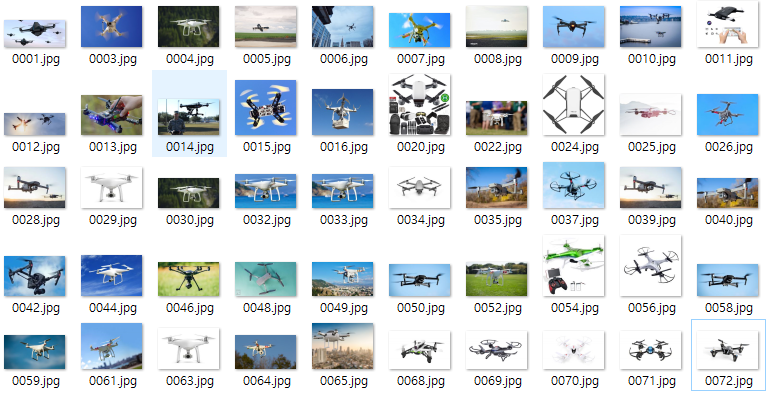 0001.jpg 0003.jpg 0004.jpg 0005.jpg 0006.jpg 0007.jpg 0008.jpg 0009.jpg 0010.jpg 0011.jpg
0012.jpg 0013.jpg 0014.jpg 0015.jpg 0016.jpg 0020.jpg 0022.jpg 0024.jpg 0025.jpg 0026.jpg
0028.jpg 0029.jpg 0030.jpg 0032.jpg 0033.jpg 0034.jpg 0035.jpg 0037.jpg 0039.jpg 0040.jpg
0042.jpg 0044.jpg 0046.jpg 0048.jpg 0049.jpg 0050.jpg 0052.jpg 0054.jpg 0056.jpg 0058.jpg
0059.jpg 0061.jpg 0063.jpg 0064.jpg 0065.jpg 0068.jpg 0069.jpg 0070.jpg 0071.jpg 0072.jpg